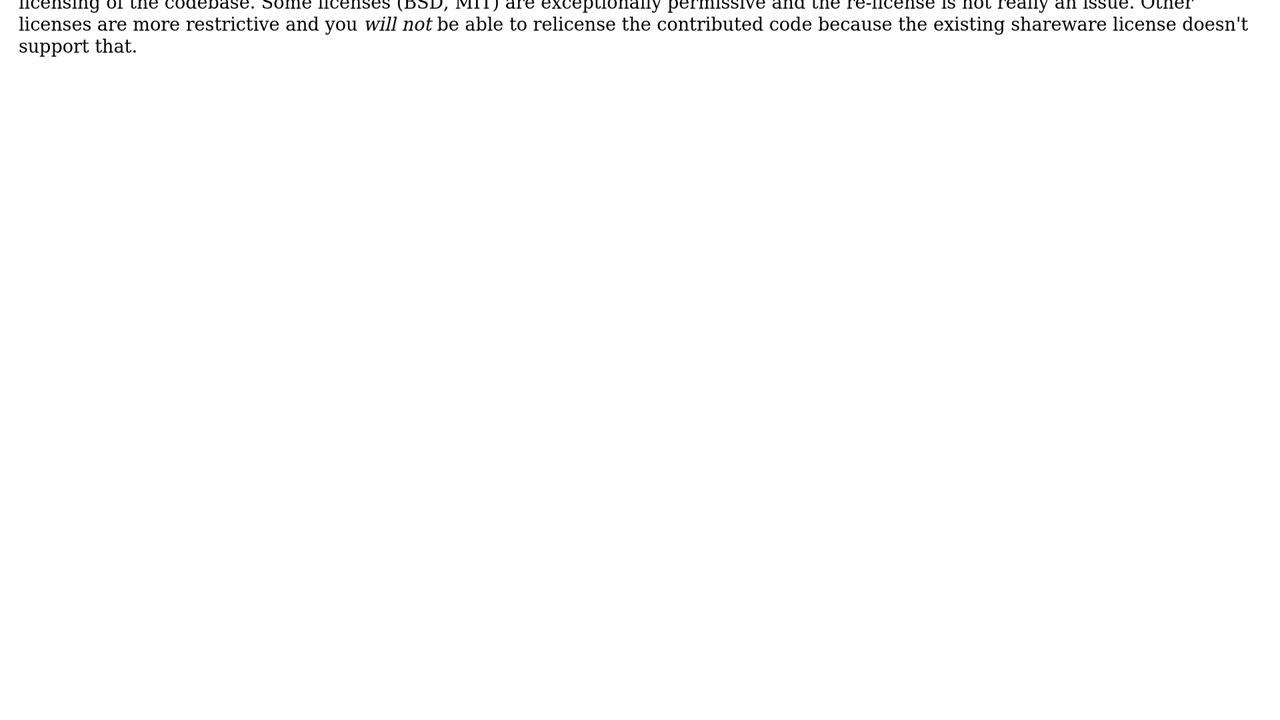 licensing of the codebase. Some licenses (BSD, MIT) are exceptionally permissive and the re-license is not really an issue. Other
licenses are more restrictive and you will not be able to relicense the contributed code because the existing shareware license doesn't
support that.